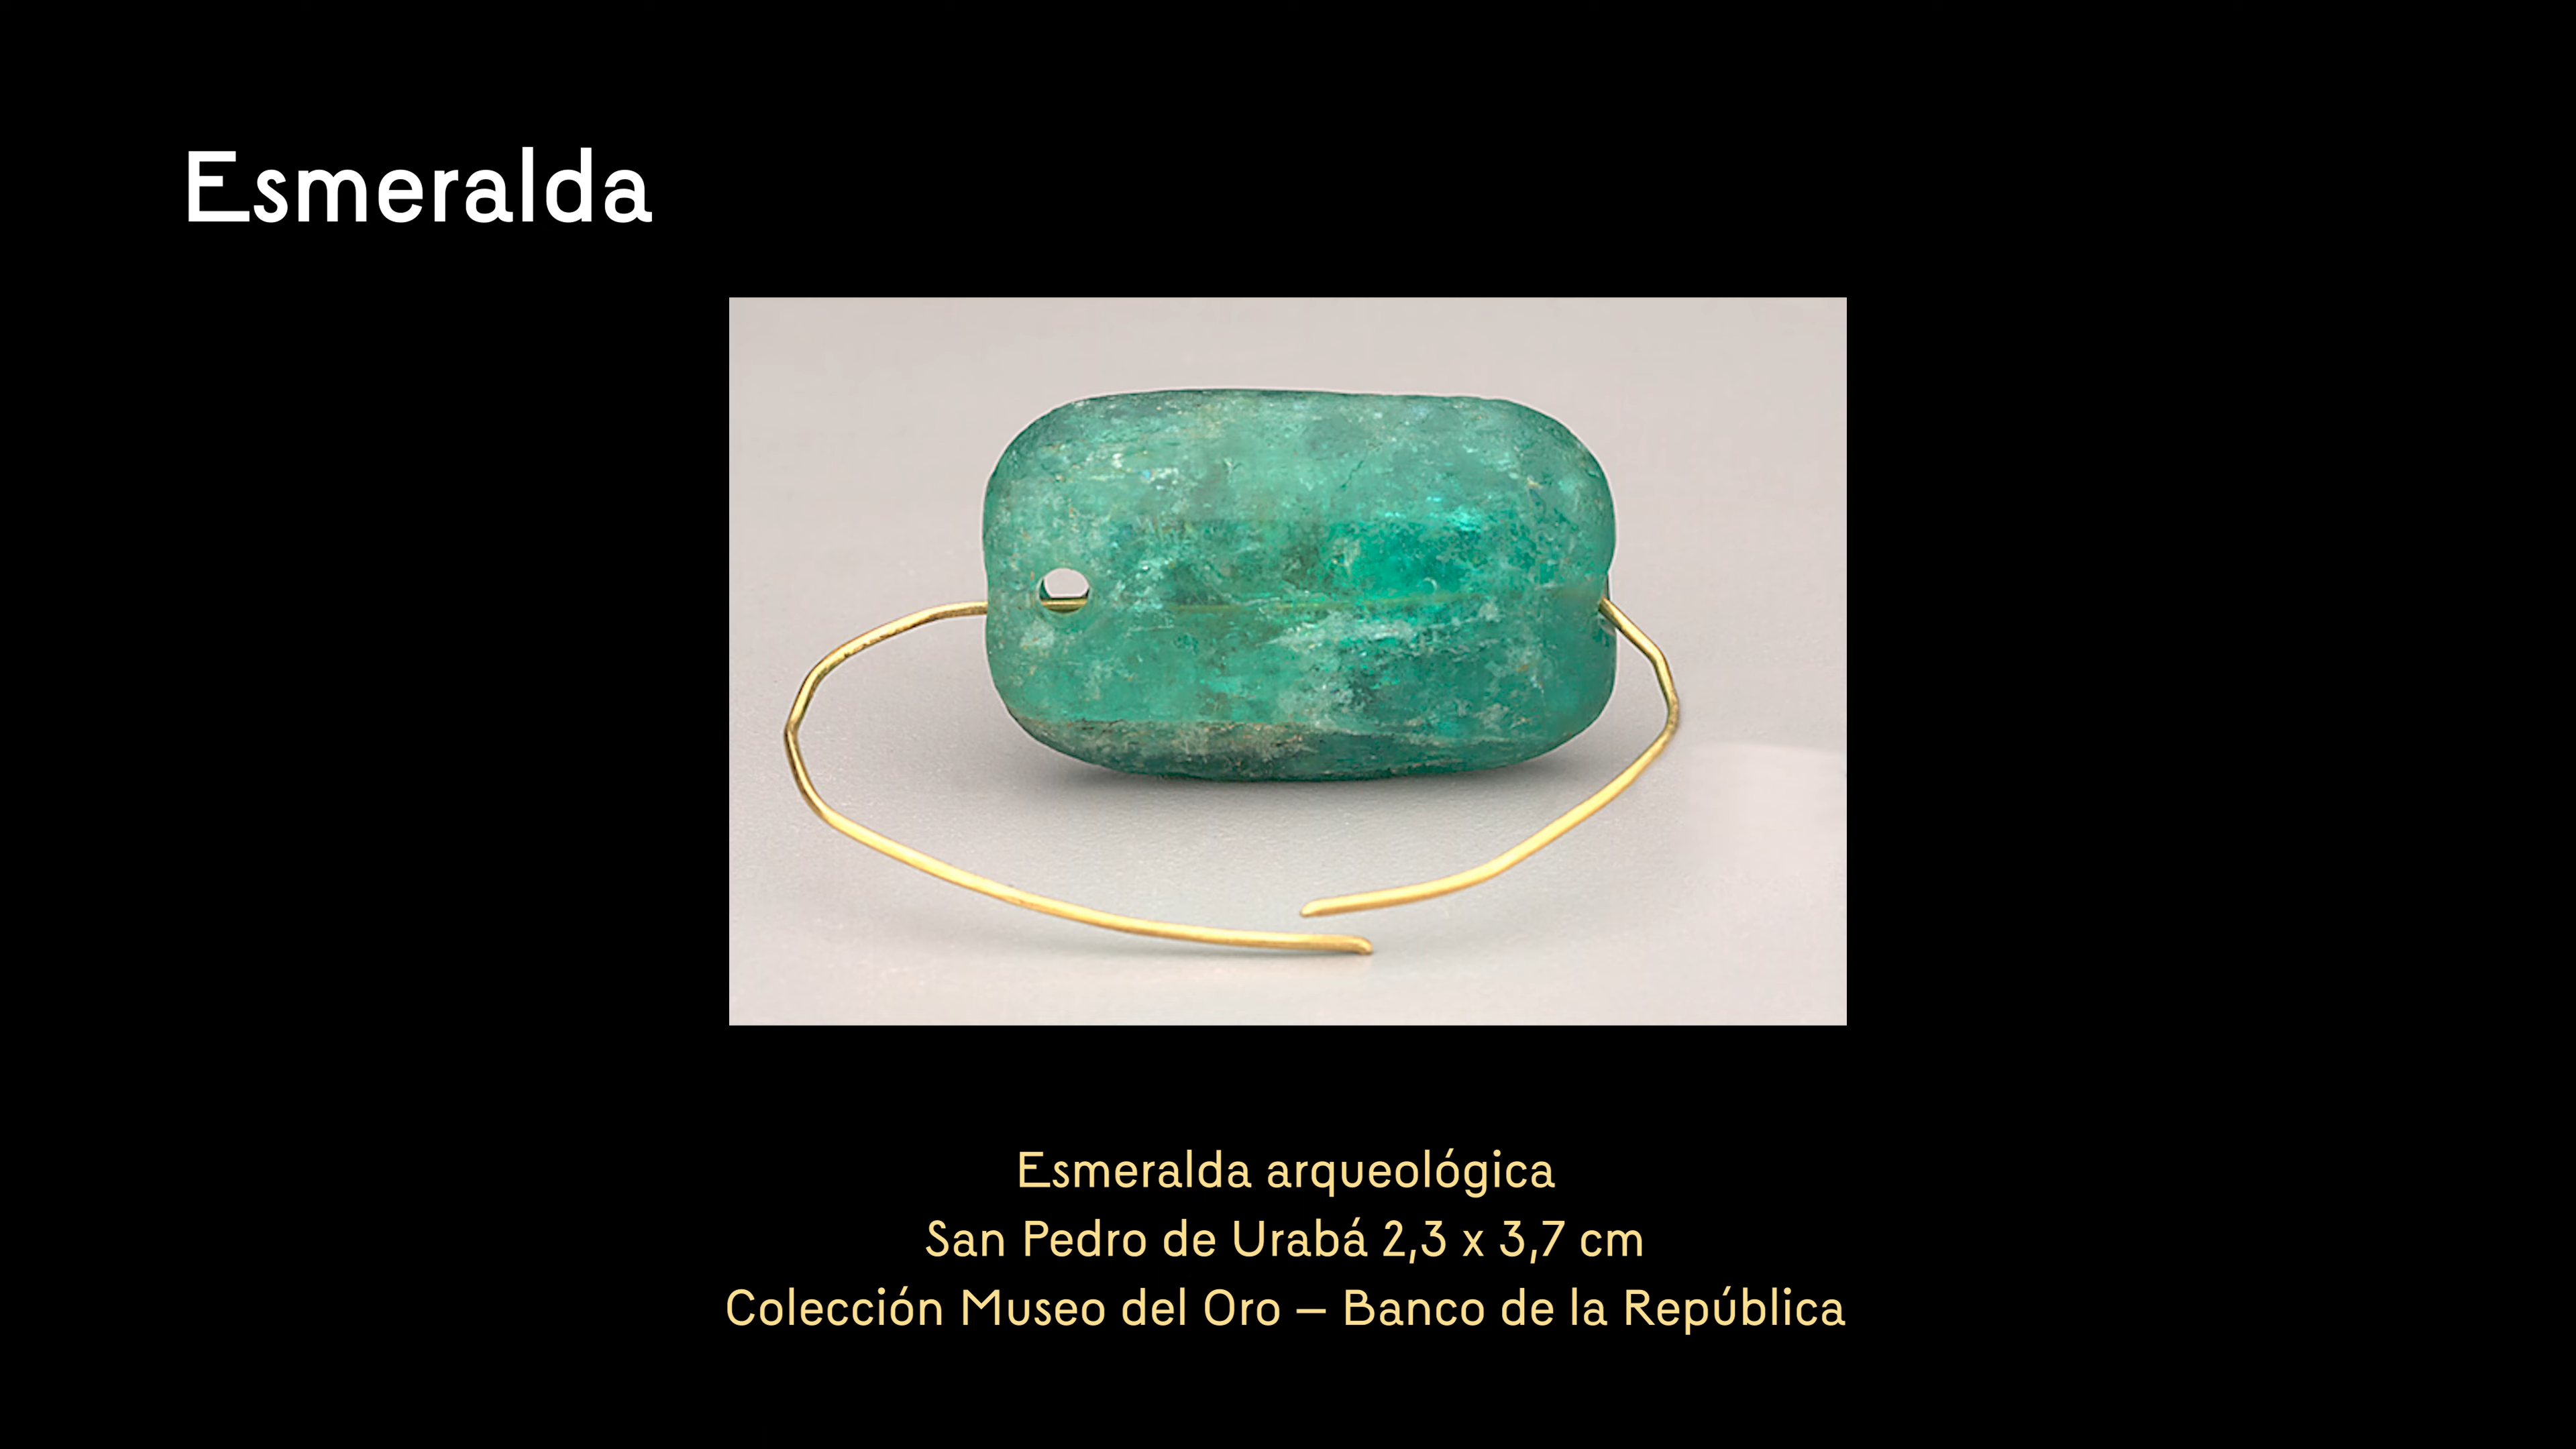 Esmeralda
Esmeralda arqueológica
San Pedro de Urabá 2,3 x 3,7 cm
Colección Museo del Oro – Banco de la República